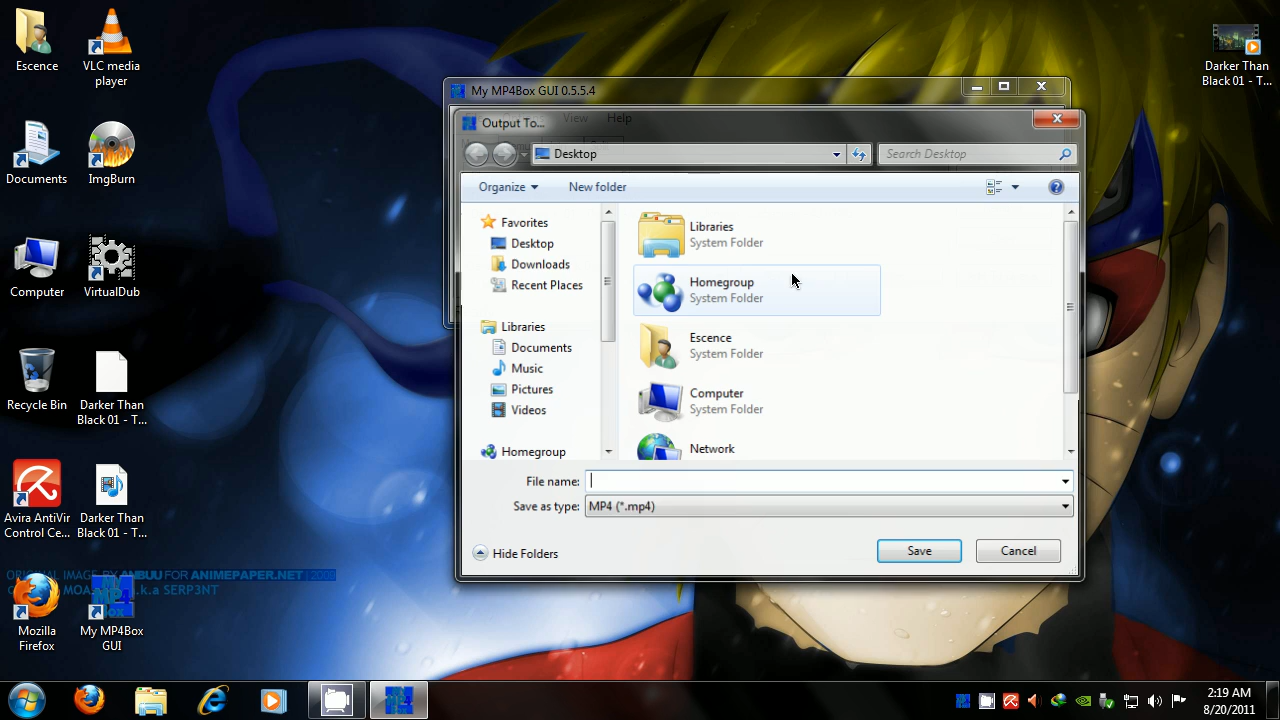 Escence
VLC media
player
Documents
ImgBurn
Computer
VirtualDub
Recycle Bin
Darker Than
Black 01 - T...
Avira AntiVir
Control Ce...
Darker Than
Black 01 - T...
ORIGINAL IMAGE BY ANBUU FOR ANIMEPAPER.NET
a.k.a SERP3NT
Mozilla
Firefox
My MP4Box
GUI
Darker Than
Black 01 - T...
My MP4Box GUI 0.5.5.4
View Help
Output To...
Desktop
Search Desktop
Organize
New folder
Favorites
Desktop
Downloads
Recent Places
Libraries
Documents
Music
Pictures
Videos
Homegroup
Libraries
System Folder
Homegroup
System Folder
Escence
System Folder
Computer
System Folder
Network
File name:
Save as type: MP4 (*.mp4)
Hide Folders
Save
Cancel
2:19 AM
8/20/2011